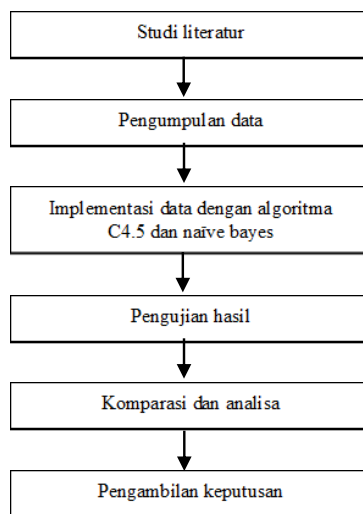 Studi literatur
Pengumpulan data
Implementasi data dengan algoritma
C4.5 dan naïve bayes
Pengujian hasil
Komparasi dan analisa
Pengambilan keputusan